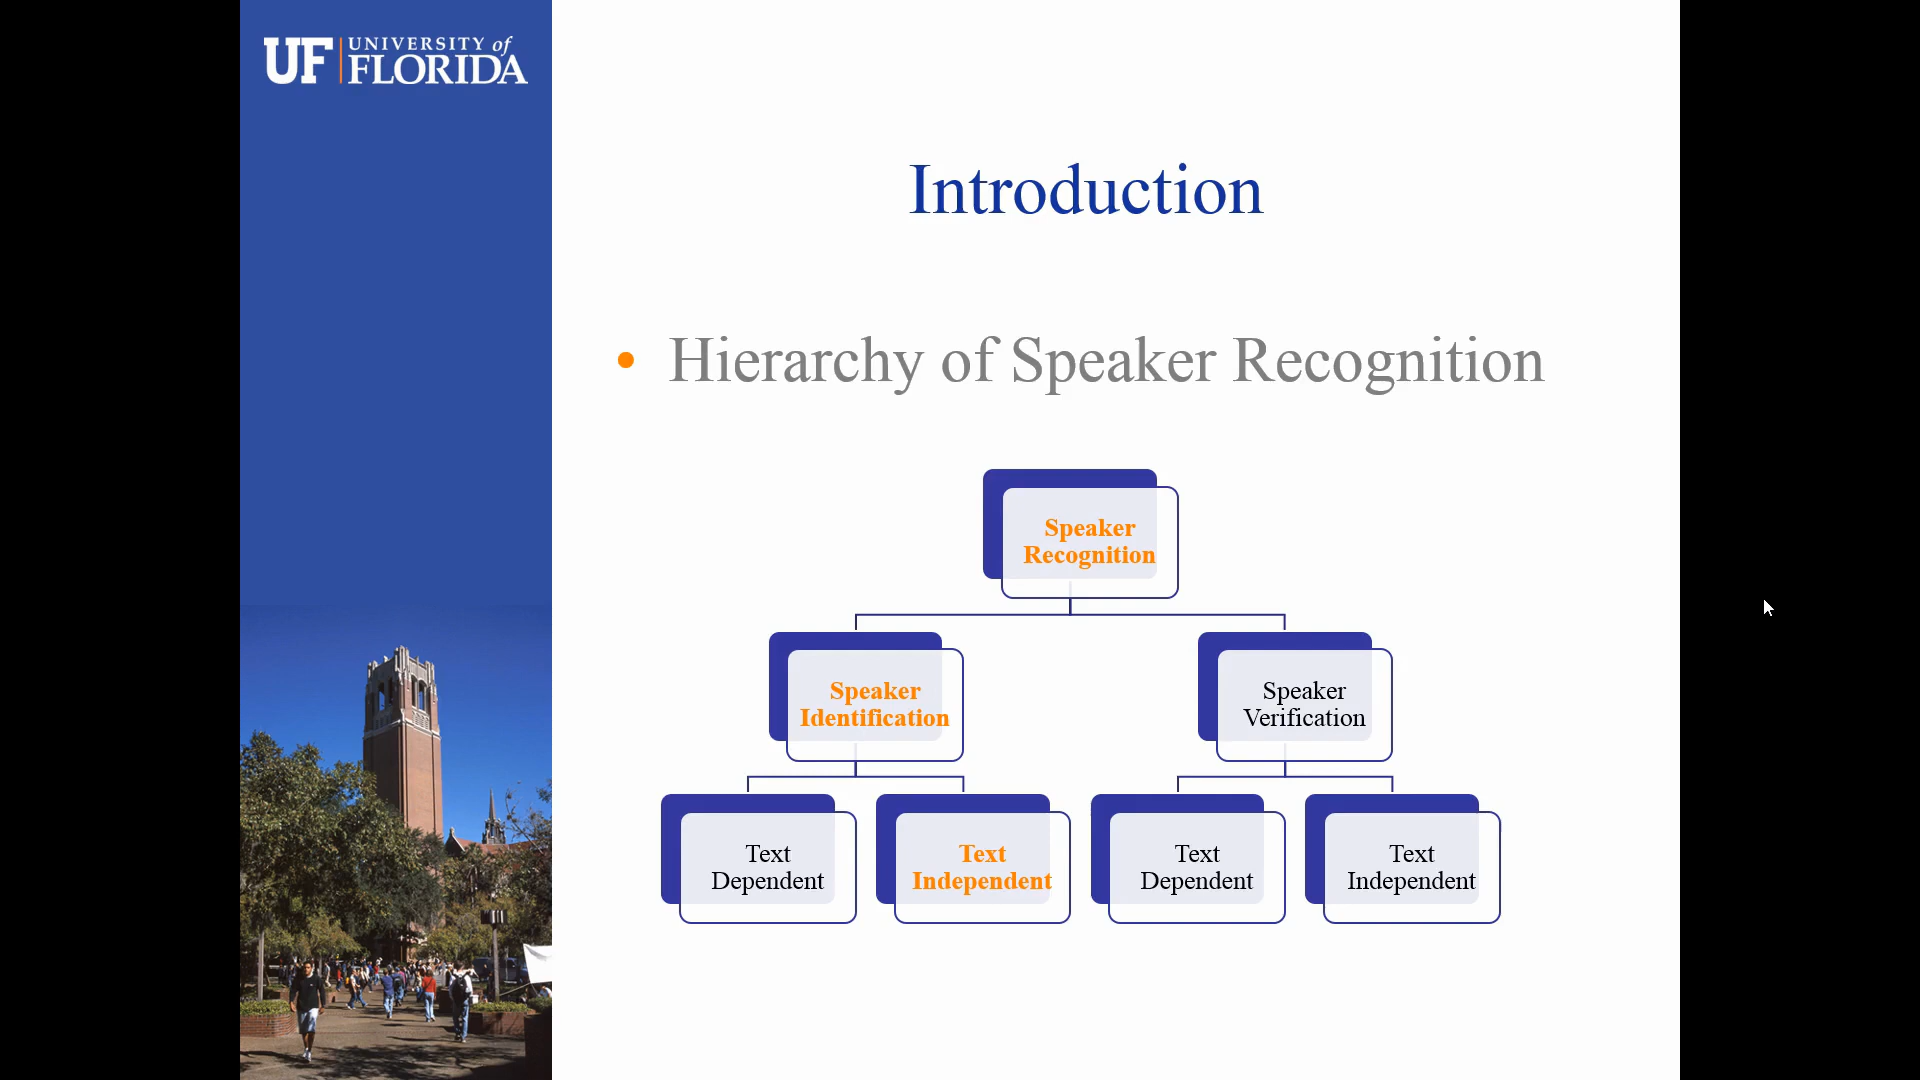 UF UNIVERSITY of
FLORIDA
Introduction
• Hierarchy of Speaker Recognition
Speaker
Recognition
Speaker
Identification
Speaker
Verification
Text
Dependent
Text
Independent
Text
Dependent
Text
Independent